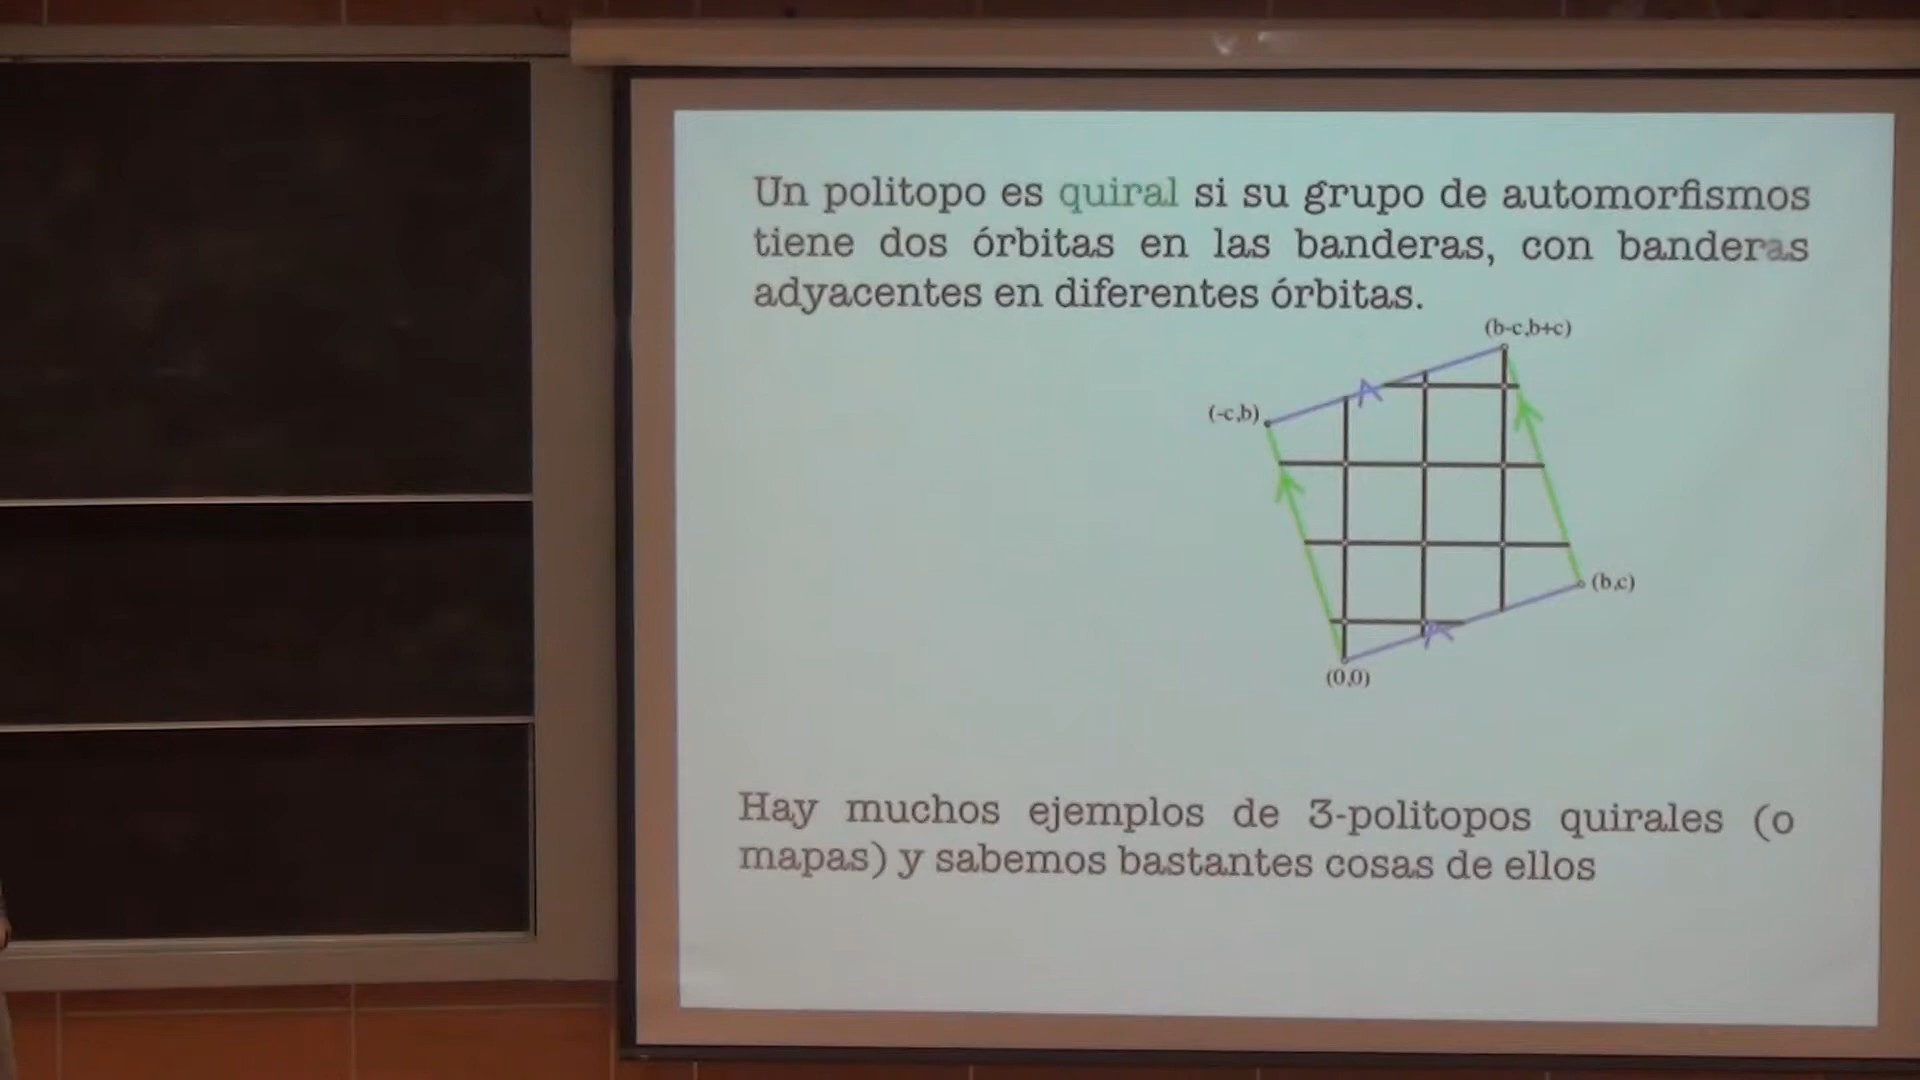 Un politopo es quiral si su grupo de automorfismos
tiene dos órbitas en las banderas, con banderas
adyacentes en diferentes órbitas.
(b-c,b+c)
(-c,b)
(b,c)
(0,0)
Hay muchos ejemplos de 3-politopos quirales (o
mapas) y sabemos bastantes cosas de ellos